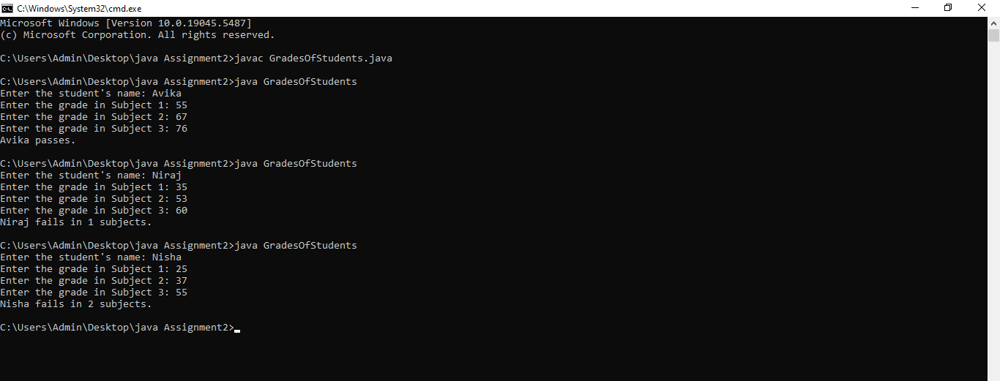 C:\Windows\System32\cmd.exe
Microsoft Windows [Version 10.0.19045.5487]
(c) Microsoft Corporation. All rights reserved.
C:\Users\Admin\Desktop\java Assignment2>javac GradesOfStudents.java
C:\Users\Admin\Desktop\java Assignment2>java GradesOfStudents
Enter the student's name: Avika
Enter the grade in Subject 1: 55
Enter the grade in Subject 2: 67
Enter the grade in Subject 3: 76
Avika passes.
C:\Users\Admin\Desktop\java Assignment2>java GradesOfStudents
Enter the student's name: Niraj
Enter the grade in Subject 1: 35
Enter the grade in Subject 2: 53
Enter the grade in Subject 3: 60
Niraj fails in 1 subjects.
C:\Users\Admin\Desktop\java Assignment2>java GradesOfStudents
Enter the student's name: Nisha
Enter the grade in Subject 1: 25
Enter the grade in Subject 2: 37
Enter the grade in Subject 3: 55
Nisha fails in 2 subjects.
C:\Users\Admin\Desktop\java Assignment2>